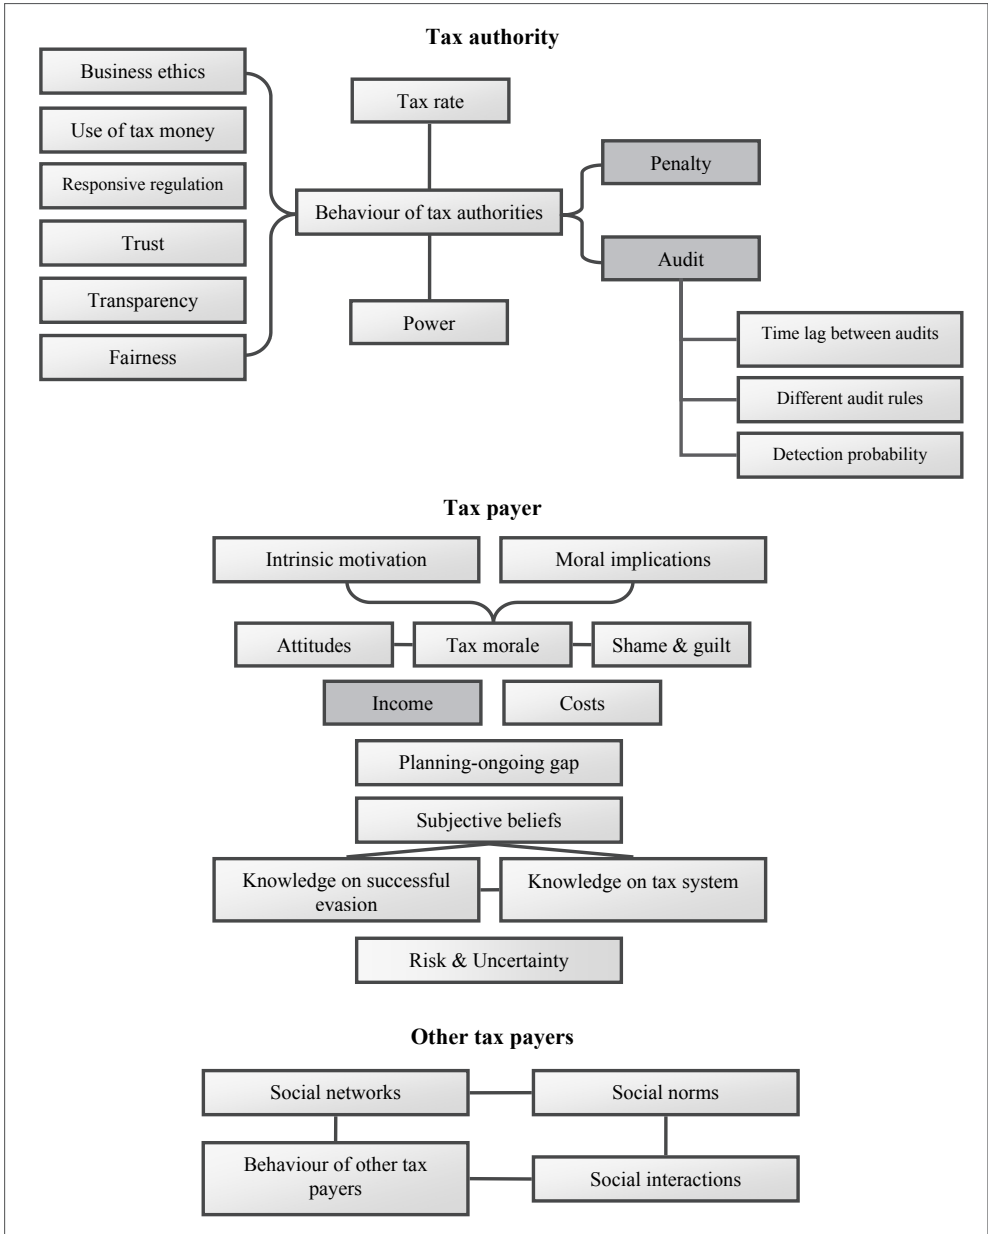 Tax authority
Business ethics
Use of tax money
Responsive regulation
Trust
Transparency
Fairness
Tax rate
Behaviour of tax authorities
Power
Penalty
Audit
Time lag between audits
Different audit rules
Detection probability
Tax payer
Intrinsic motivation
Moral implications
Attitudes
Tax morale
Shame & guilt
Income
Costs
Planning-ongoing gap
Subjective beliefs
Knowledge on successful
evasion
Knowledge on tax system
Risk & Uncertainty
Other tax payers
Social networks
Social norms
Behaviour of other tax
payers
Social interactions